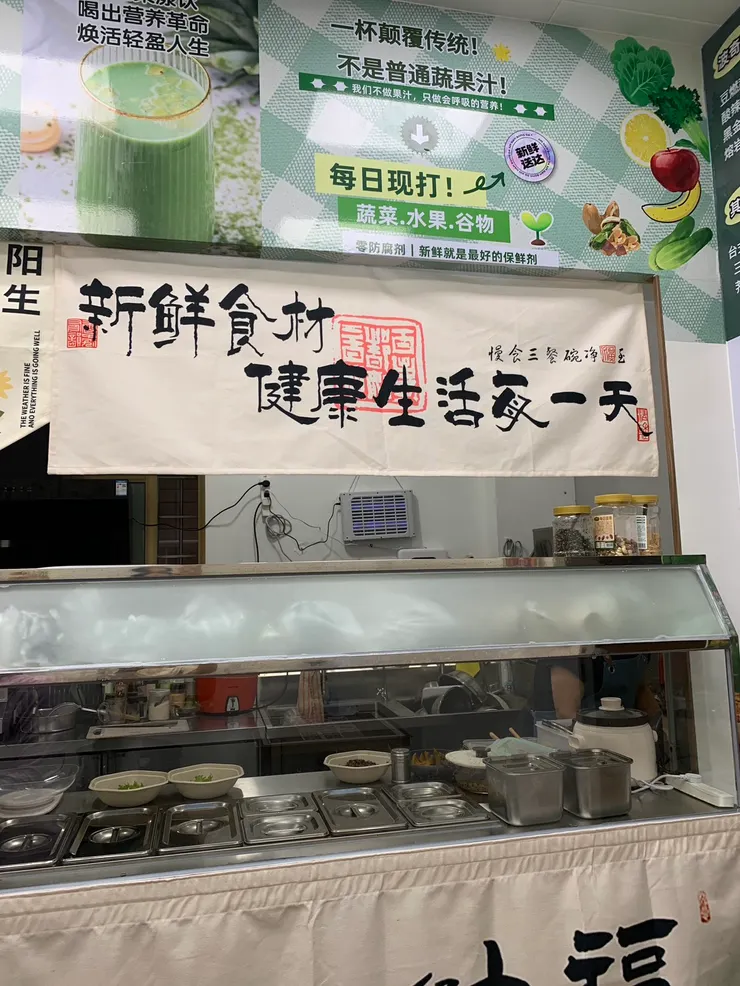 喝出营养革命
焕活轻盈人生
一杯颠覆传统！
不是普通蔬果汁！
我们不做果汁，只做会呼吸的营养！
新鲜
送达
每日现打！
蔬菜.水果.谷物
零防腐剂｜新鲜就是最好的保鲜剂
阳
生
THE WEATHER IS FINE
AND EVERYTHING IS GOING WELL
新鲜食材
慢食三餐碗净
健康生活每一天
福